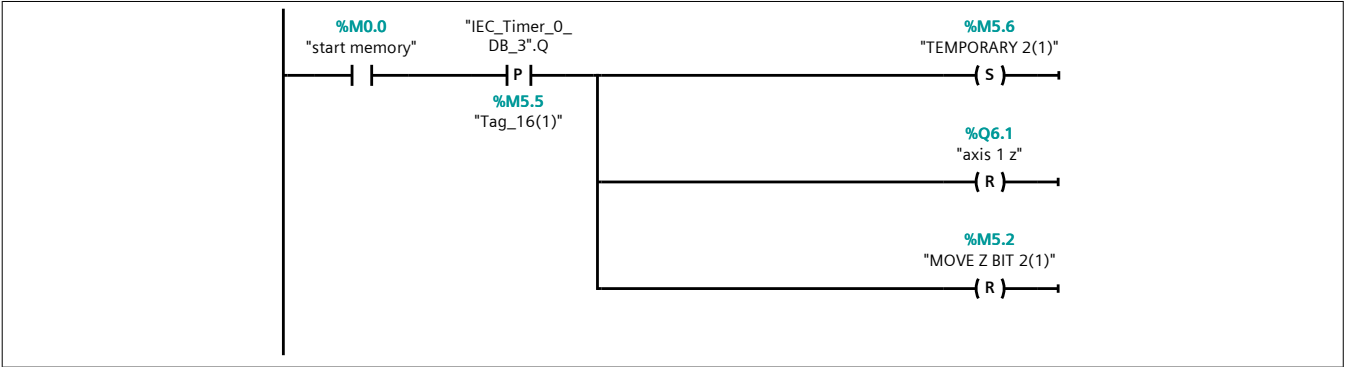 %M0.0
"start memory"
"IEC_Timer_0_
DB_3".Q
P
%M5.5
"Tag_16(1)"
%M5.6
"TEMPORARY 2(1)"
S
%Q6.1
"axis 1 z"
R
%M5.2
"MOVE Z BIT 2(1)"
R